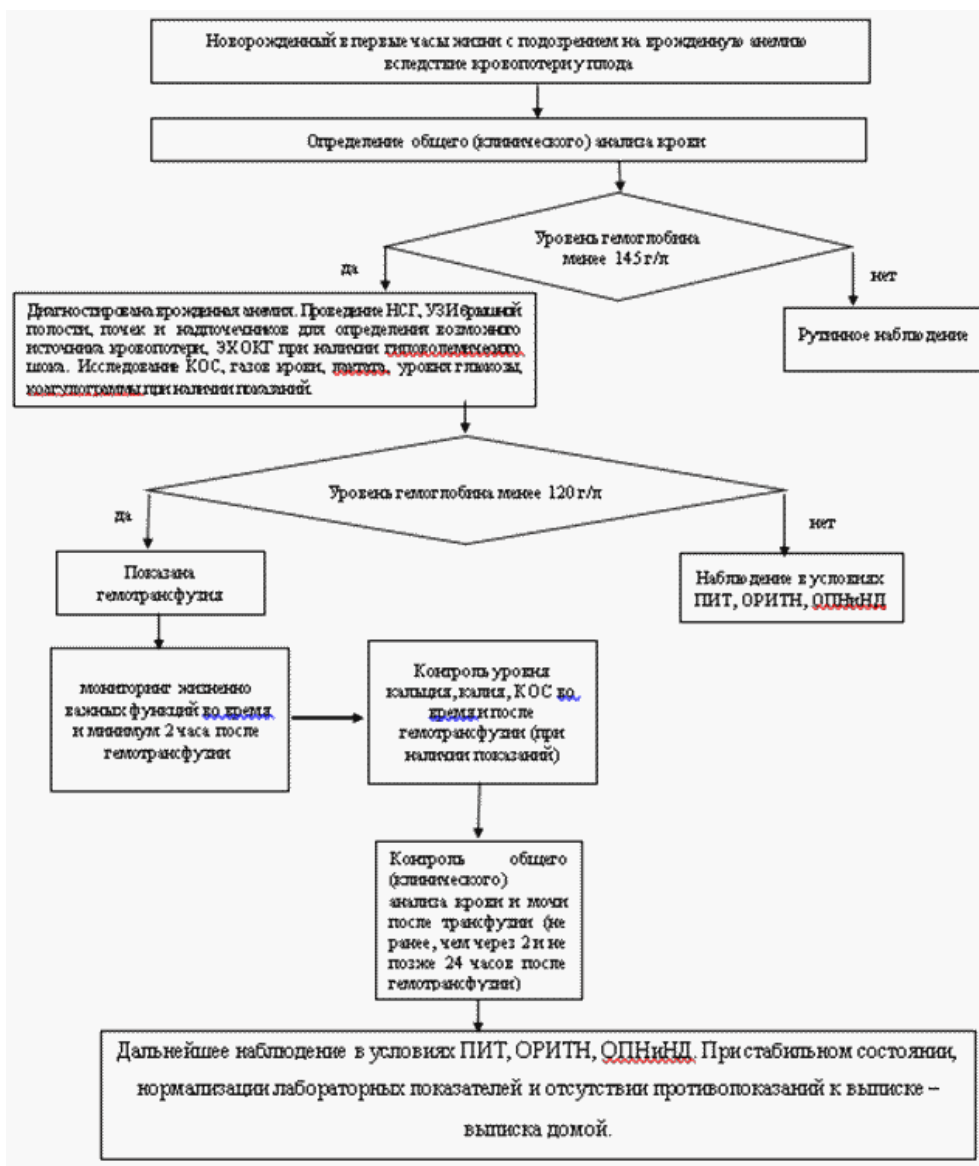 Новорожденный в первые часы жизни с подозрением на врожденную анемию
вследствие кровопотери у плода
Определение общего (клинического) анализа крови
Уровень гемоглобина
менее 145 г/л
да
нет
Диагностирована врожденная анемия. Проведение НСГ, УЗИ брюшной
полости, почек и надпочечников для определения возможного
источника кровопотери, ЭХОКГ при наличии гиповолемического
шока. Исследование КОС, газов крови, лактата, уровня глюкозы,
коагулограммы при наличии показаний.
Рутинное наблюдение
Уровень гемоглобина менее 120 г/л
да
нет
Показана
гемотрансфузия
Наблюдение в условиях
ПИТ, ОРИТН, ОПНиНД
мониторинг жизненно
важных функций во время
и минимум 2 часа после
гемотрансфузии
Контроль уровня
кальция, калия, КОС во
время и после
гемотрансфузии (при
наличии показаний)
Контроль общего
(клинического)
анализа крови и мочи
после трансфузии (не
ранее, чем через 2 и не
позже 24 часов после
гемотрансфузии)
Дальнейшее наблюдение в условиях ПИТ, ОРИТН, ОПНиНД. При стабильном состоянии,
нормализации лабораторных показателей и отсутствии противопоказаний к выписке –
выписка домой.